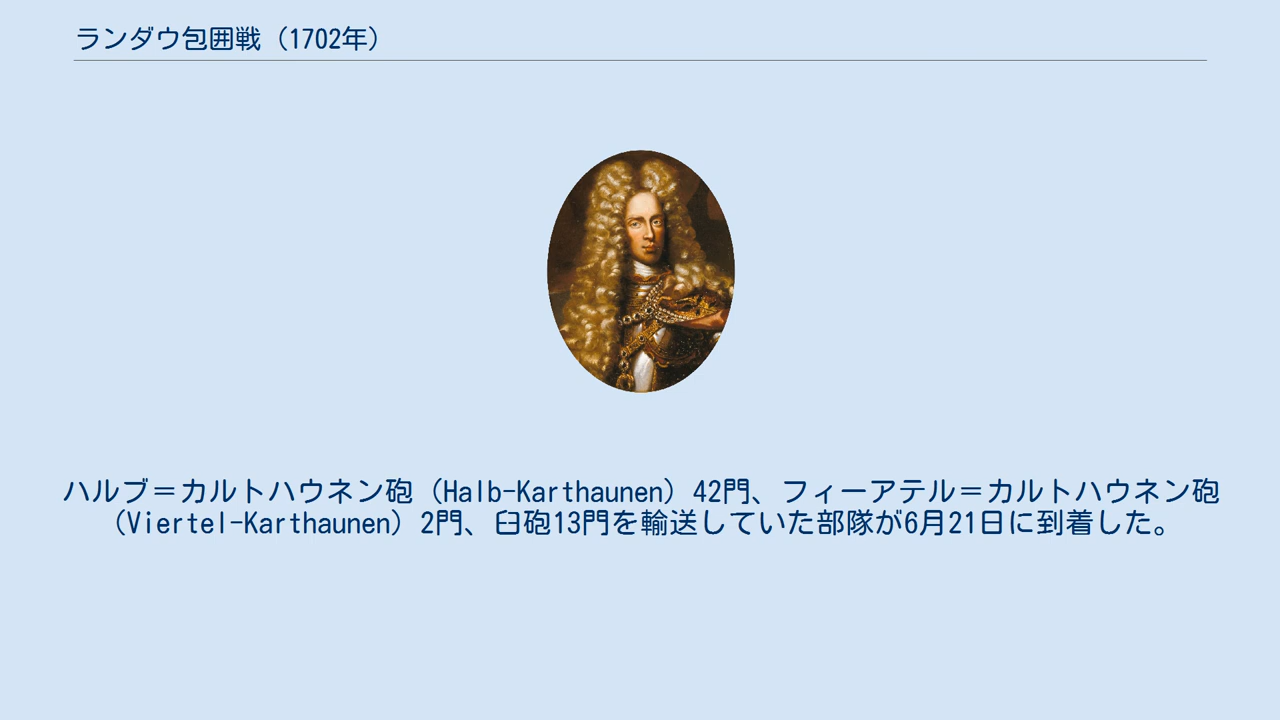 ランダウ包囲戦（1702年）
ハルブ＝カルトハウネン砲（Halb-Karthaunen）42門、フィーアテル＝カルトハウネン砲
（Viertel-Karthaunen）2門、臼砲13門を輸送していた部隊が6月21日に到着した。